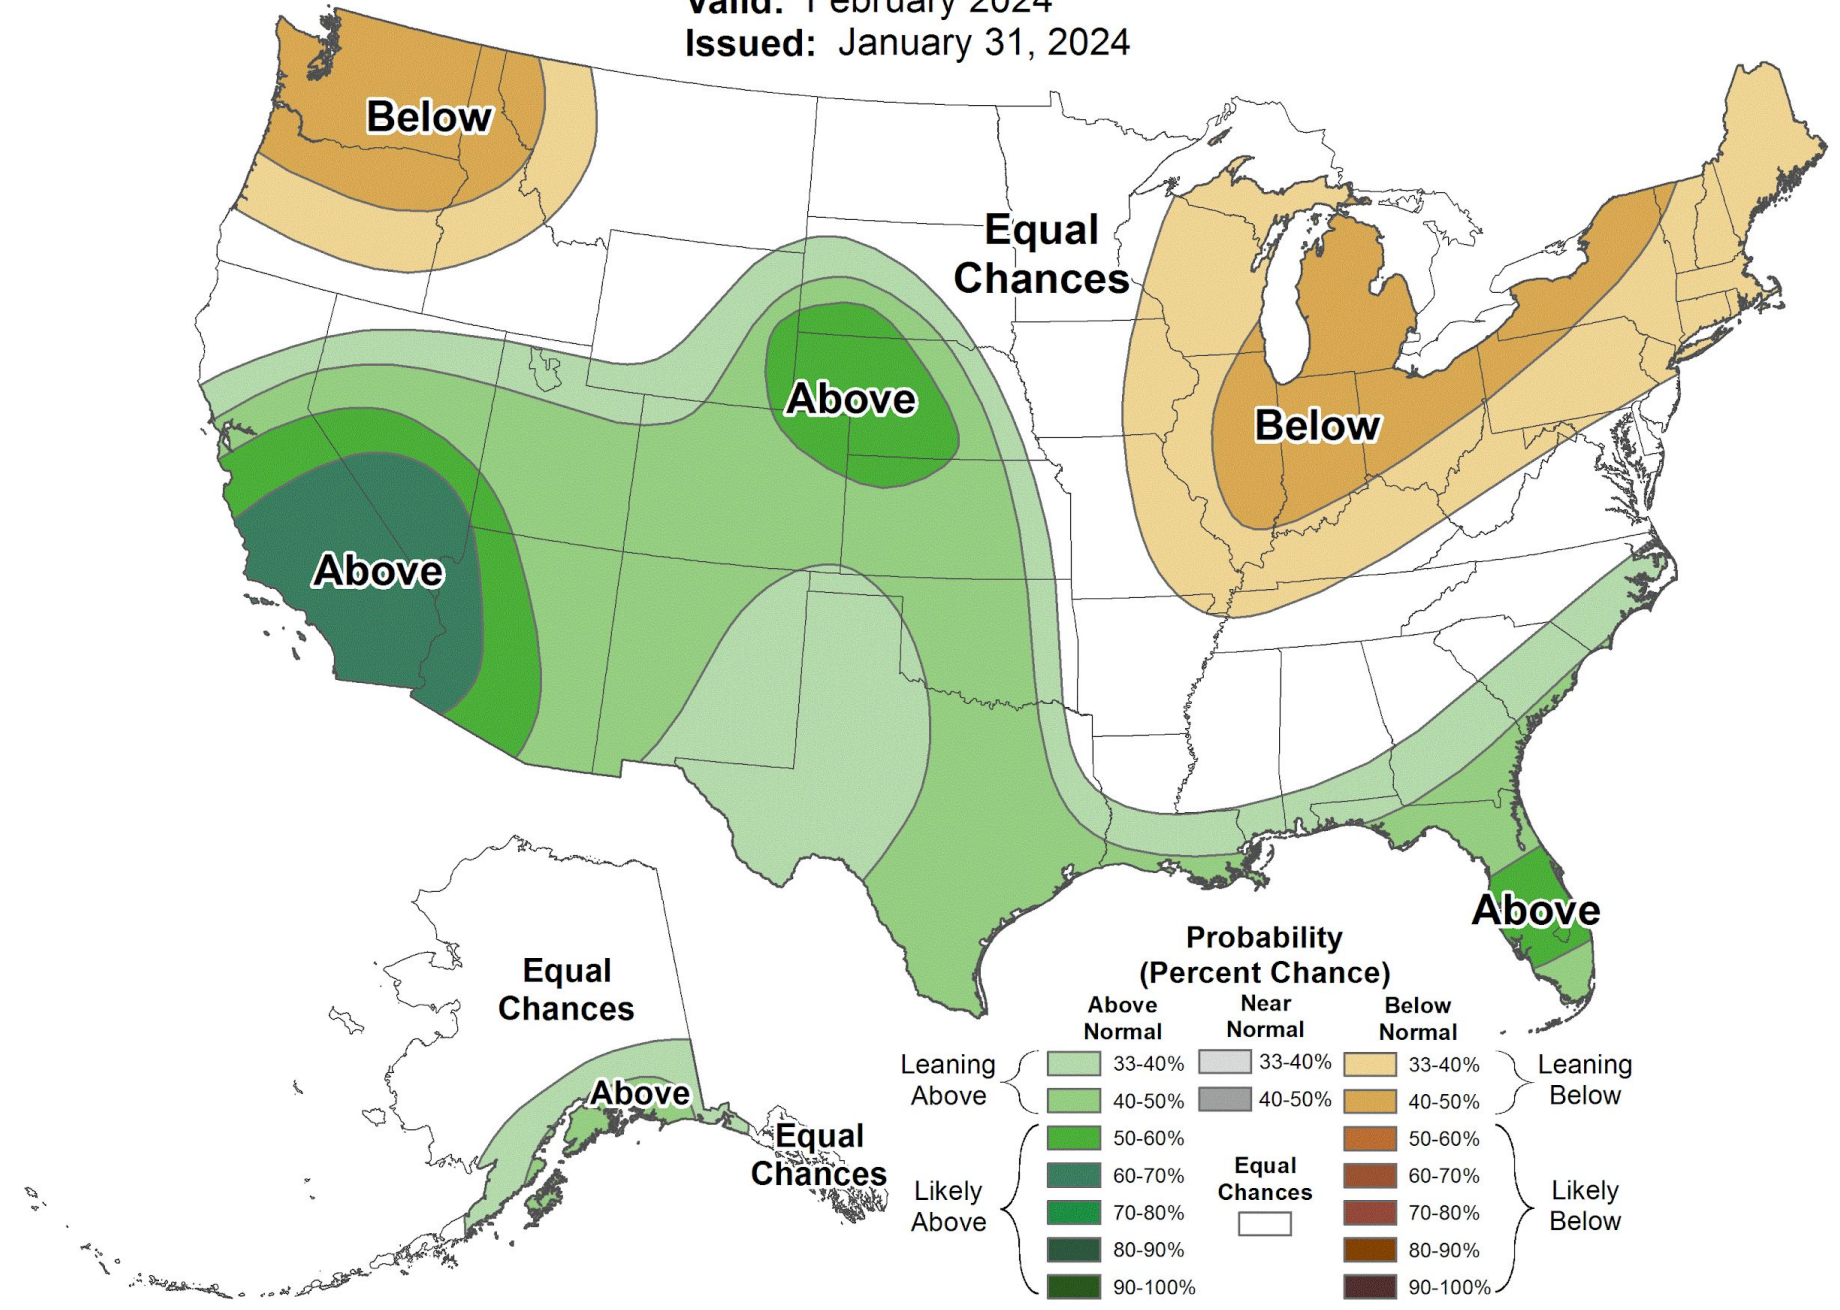 Valid: February 2024
Issued: January 31, 2024
Below
Equal
Chances
Above
Below
Above
Above
Equal
Chances
Above
Equal
Chances
Probability
(Percent Chance)
Above
Normal
Near
Normal
Below
Normal
Leaning
Above
33-40%
33-40%
33-40%
Leaning
Below
40-50%
40-50%
40-50%
50-60%
50-60%
Equal
Chances
60-70%
60-70%
Likely
Above
70-80%
70-80%
Likely
Below
80-90%
80-90%
90-100%
90-100%